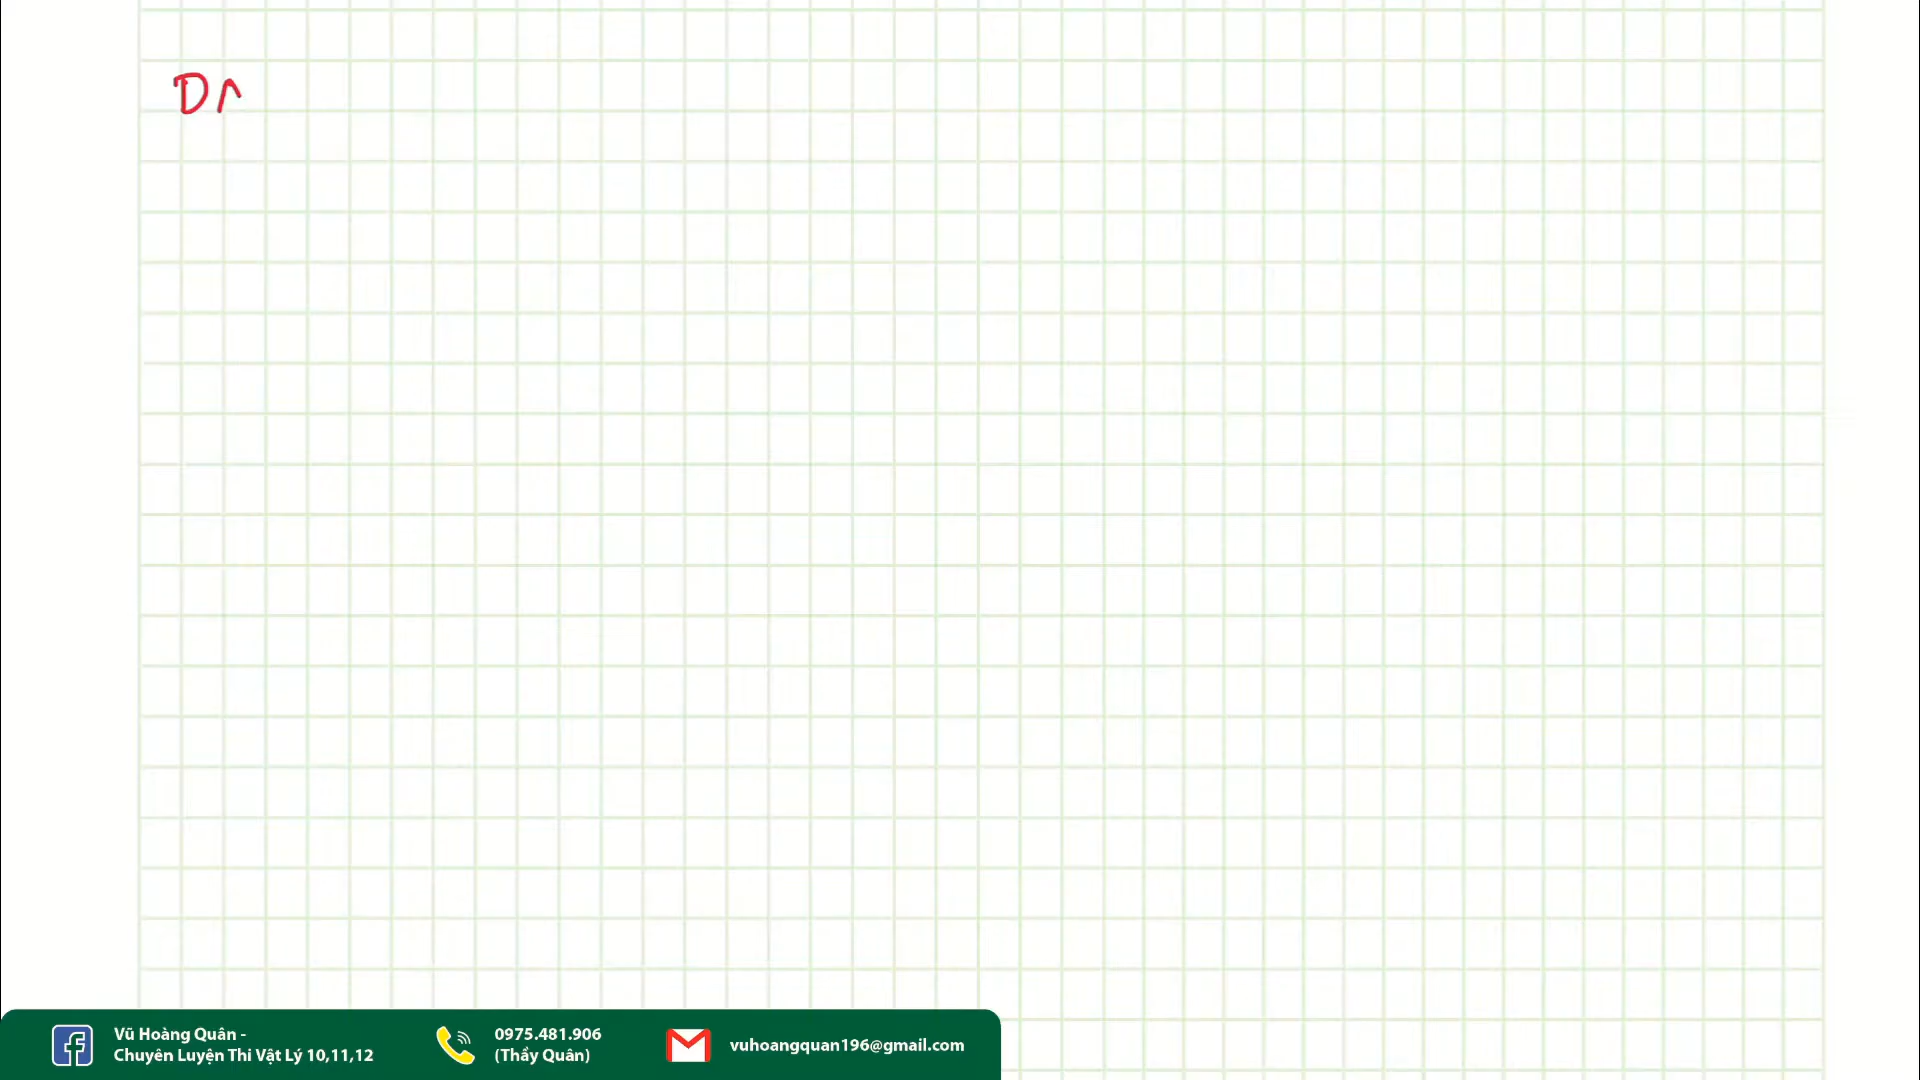 DA
Vũ Hoàng Quân -
Chuyên Luyện Thi Vật Lý 10,11,12
0975.481.906
(Thầy Quân)
vuhoangquan196@gmail.com